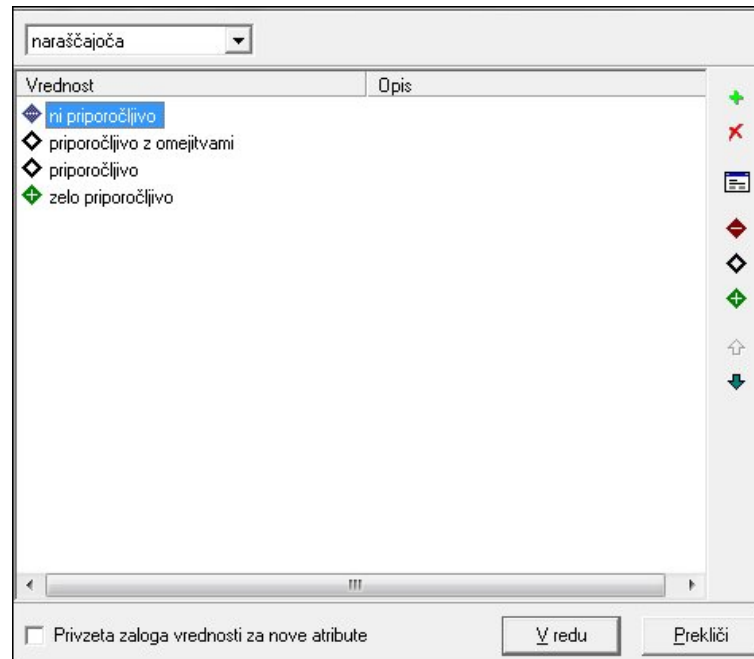 naraščajoča
Vrednost Opis
ni priporočljivo
priporočljivo z omejitvami
priporočljivo
zelo priporočljivo
Privzeta zaloga vrednosti za nove atribute V redu Prekliči